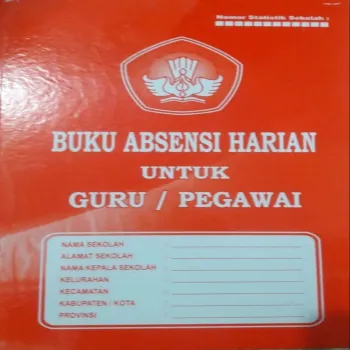 Nomor Statistik Sekolah :
BUKU ABSENSI HARIAN
UNTUK
GURU / PEGAWAI
NAMA SEKOLAH
ALAMAT SEKOLAH
NAMA KEPALA SEKOLAH
KELURAHAN
KECAMATAN
KABUPATEN / KOTA
PROVINSI